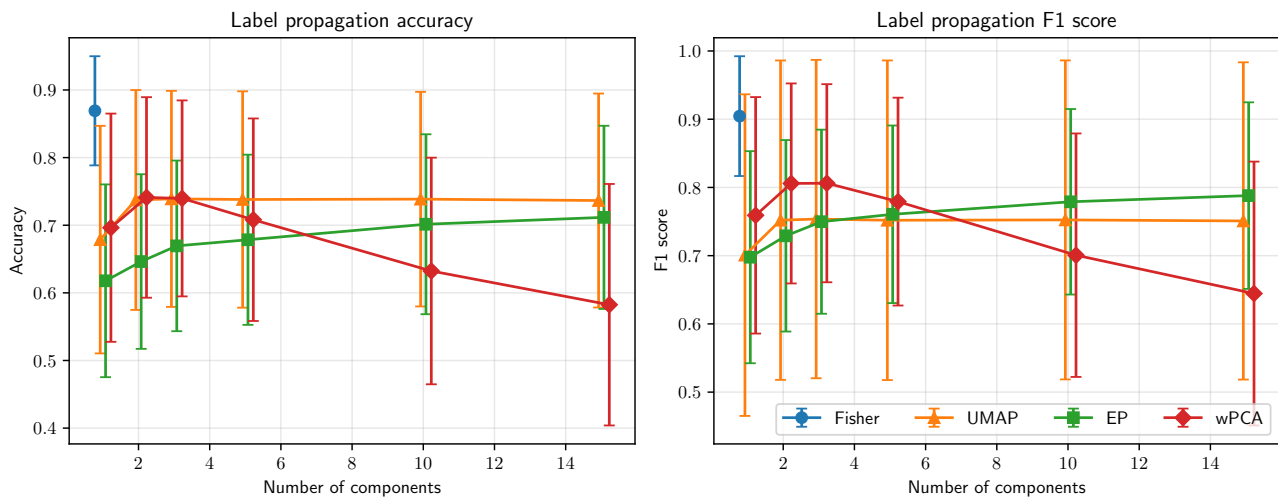 Label propagation accuracy
Accuracy
0.9
0.8
0.7
0.6
0.5
0.4
2 4 6 8 10 12 14
Number of components
Label propagation F1 score
F1 score
1.0
0.9
0.8
0.7
0.6
0.5
Fisher UMAP EP wPCA
2 4 6 8 10 12 14
Number of components